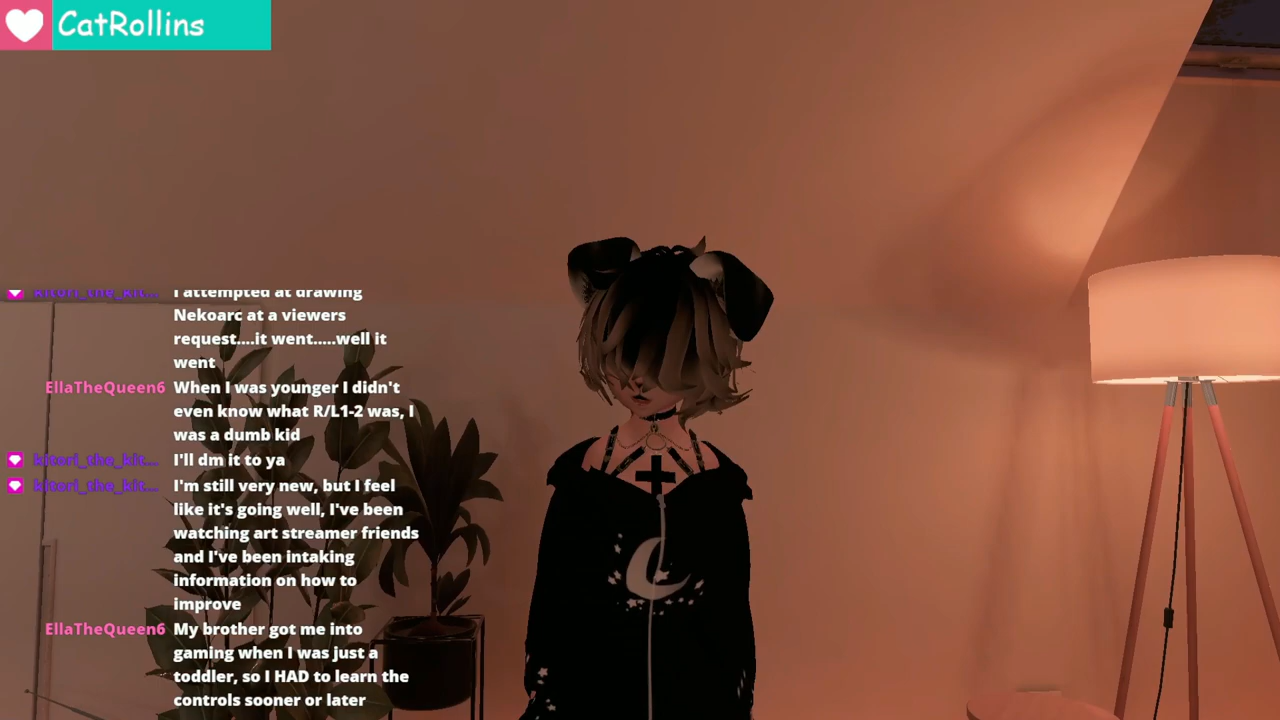 CatRollins
kitori_the_kit... I attempted at drawing
Nekoarc at a viewers
request....it went.....well it
went
EllaTheQueen6 When I was younger I didn't
even know what R/L1-2 was, I
was a dumb kid
kitori_the_kit... I'll dm it to ya
kitori_the_kit... I'm still very new, but I feel
like it's going well, I've been
watching art streamer friends
and I've been intaking
information on how to
improve
EllaTheQueen6 My brother got me into
gaming when I was just a
toddler, so I HAD to learn the
controls sooner or later